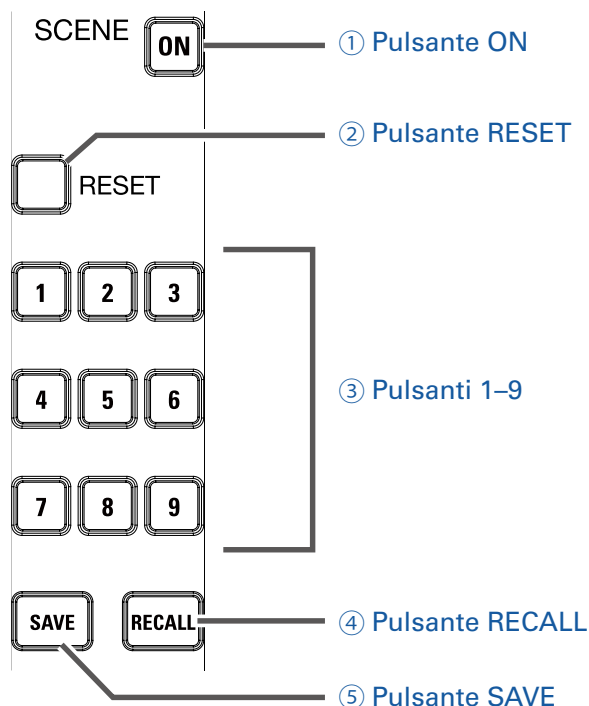 SCENE ON ① Pulsante ON
② Pulsante RESET
RESET
1 2 3
4 5 6 ③ Pulsanti 1–9
7 8 9
SAVE RECALL ④ Pulsante RECALL
⑤ Pulsante SAVE